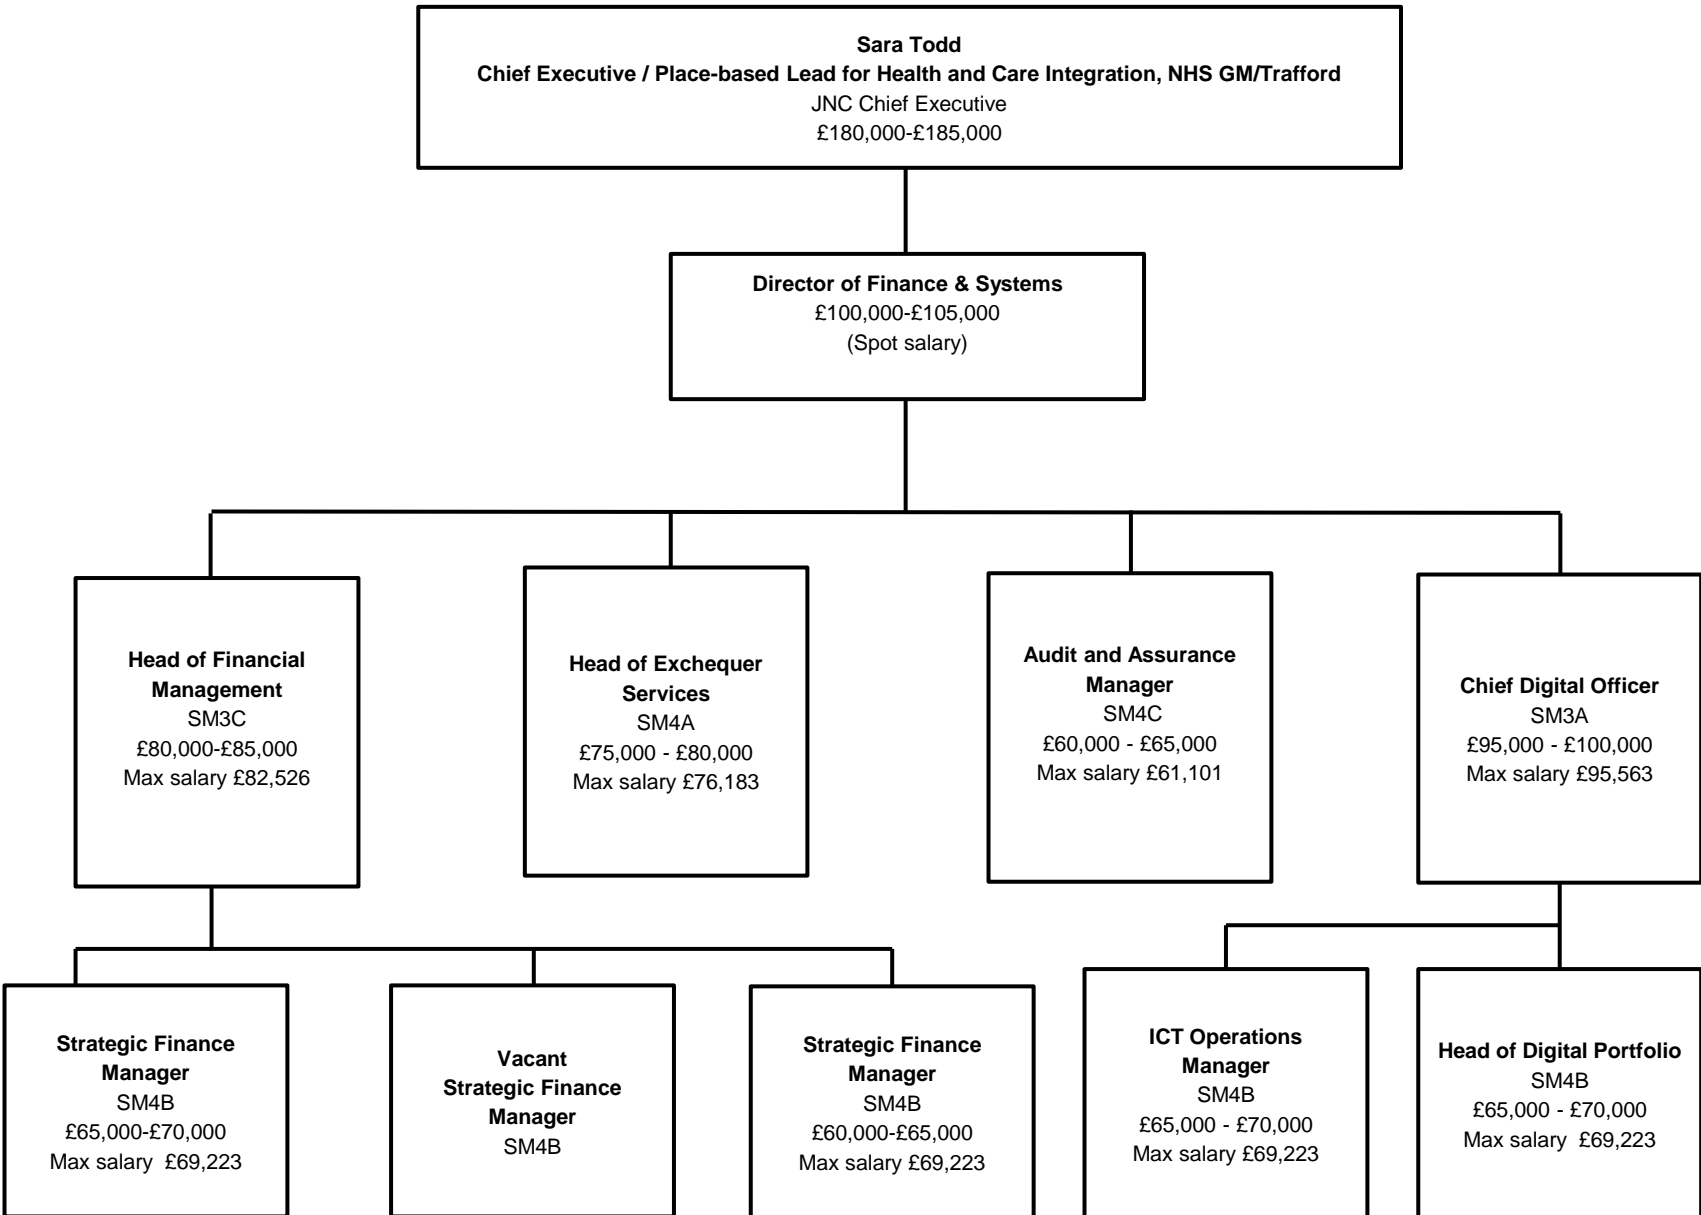 Sara Todd
Chief Executive / Place-based Lead for Health and Care Integration, NHS GM/Trafford
JNC Chief Executive
£180,000-£185,000
Director of Finance & Systems
£100,000-£105,000
(Spot salary)
Head of Financial
Management
SM3C
£80,000-£85,000
Max salary £82,526
Head of Exchequer
Services
SM4A
£75,000 - £80,000
Max salary £76,183
Audit and Assurance
Manager
SM4C
£60,000 - £65,000
Max salary £61,101
Chief Digital Officer
SM3A
£95,000 - £100,000
Max salary £95,563
Strategic Finance
Manager
SM4B
£65,000-£70,000
Max salary  £69,223
Vacant
Strategic Finance
Manager
SM4B
Strategic Finance
Manager
SM4B
£60,000-£65,000
Max salary £69,223
ICT Operations
Manager
SM4B
£65,000 - £70,000
Max salary £69,223
Head of Digital Portfolio
SM4B
£65,000 - £70,000
Max salary  £69,223